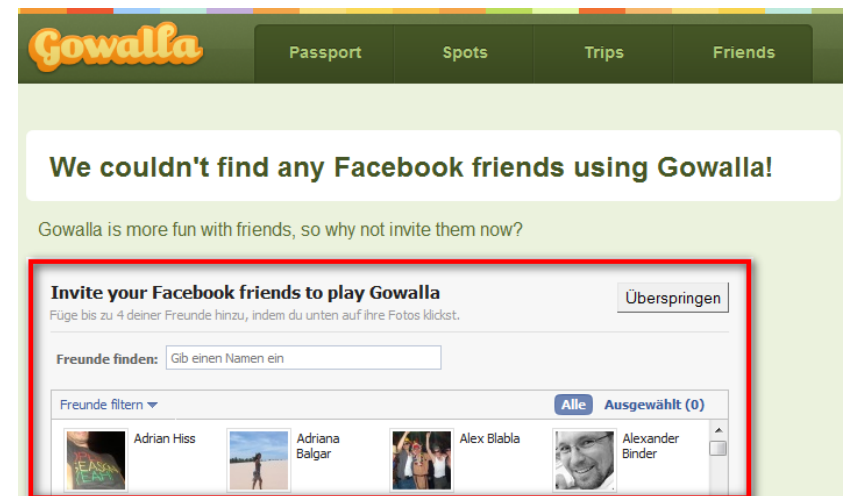 Gowalla
Passport Spots Trips Friends
We couldn't find any Facebook friends using Gowalla!
Gowalla is more fun with friends, so why not invite them now?
Invite your Facebook friends to play Gowalla
Überspringen
Füge bis zu 4 deiner Freunde hinzu, indem du unten auf ihre Fotos klickst.
Freunde finden: Gib einen Namen ein
Freunde filtern
Alle Ausgewählt (0)
Adrian Hiss
Adriana
Balgar
Alex Blabla
Alexander
Binder